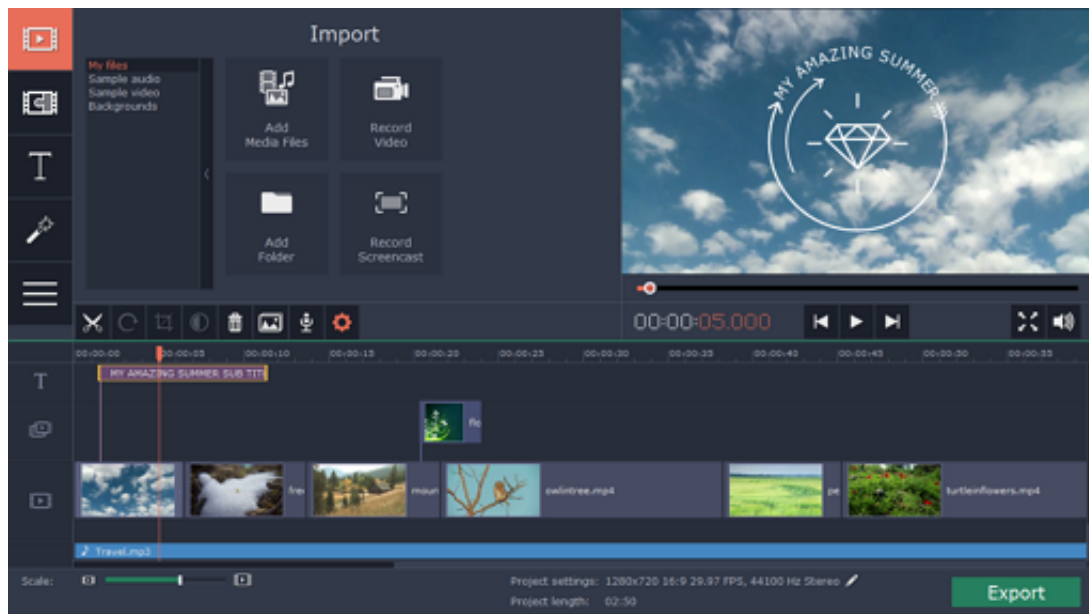 Import
My files
Sample audio
Sample video
Backgrounds
Add
Media Files
Record
Video
Add
Folder
Record
Screencast
MY AMAZING SUMMER
T
00:00:05.000
00:00:00 00:00:05 00:00:10 00:00:15 00:00:20 00:00:25 00:00:30 00:00:35 00:00:40 00:00:45 00:00:50 00:00:55
T
MY AMAZING SUMMER SUB TIT
flo
moun
owlintree.mp4
pe
turtleinflowers.mp4
Travel.mp3
Scale:
Project settings: 1280x720 16:9 29.97 FPS, 44100 Hz Stereo
Project length: 02:50
Export